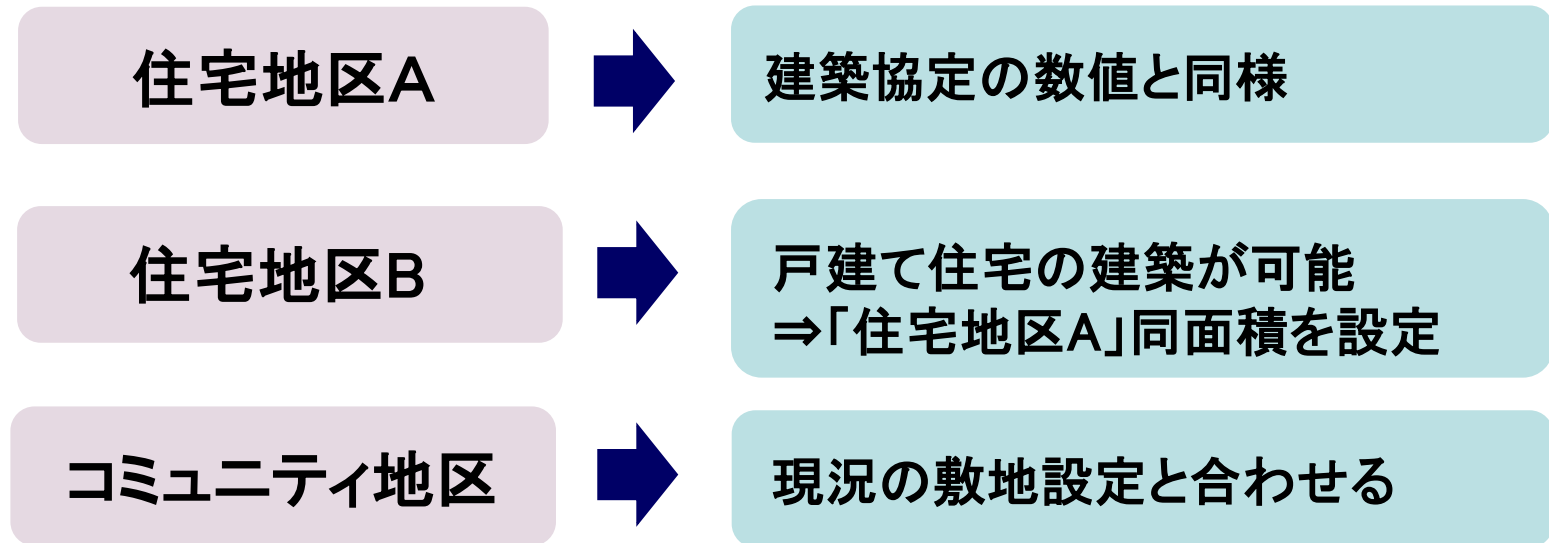 住宅地区A
建築協定の数値と同様
住宅地区B
戸建て住宅の建築が可能
⇒「住宅地区A」同面積を設定
コミュニティ地区
現況の敷地設定と合わせる